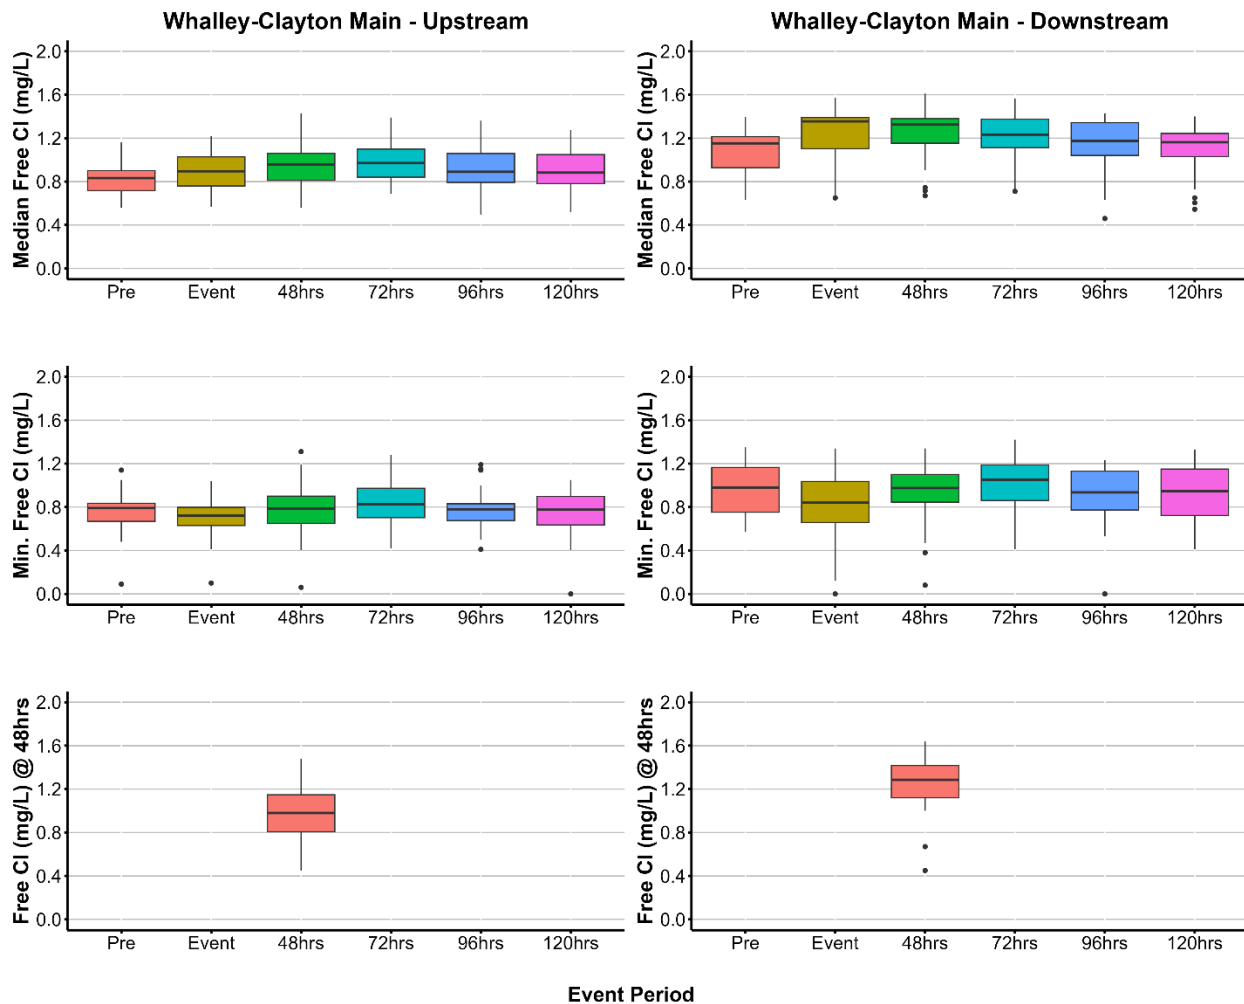 Whalley-Clayton Main - Upstream
Median Free Cl (mg/L)
2.0
1.6
1.2
0.8
0.4
0.0
Pre Event 48hrs 72hrs 96hrs 120hrs
Whalley-Clayton Main - Downstream
Median Free Cl (mg/L)
2.0
1.6
1.2
0.8
0.4
0.0
Pre Event 48hrs 72hrs 96hrs 120hrs
Min. Free Cl (mg/L)
2.0
1.6
1.2
0.8
0.4
0.0
Pre Event 48hrs 72hrs 96hrs 120hrs
Min. Free Cl (mg/L)
2.0
1.6
1.2
0.8
0.4
0.0
Pre Event 48hrs 72hrs 96hrs 120hrs
Free Cl (mg/L) @ 48hrs
2.0
1.6
1.2
0.8
0.4
0.0
Pre Event 48hrs 72hrs 96hrs 120hrs
Free Cl (mg/L) @ 48hrs
2.0
1.6
1.2
0.8
0.4
0.0
Pre Event 48hrs 72hrs 96hrs 120hrs
Event Period